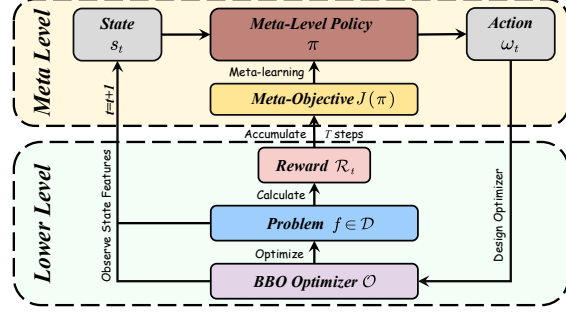 Meta Level
State
s_t
Meta-Level Policy
π
Action
ω_t
Meta-learning
t=t+1
Meta-Objective J(π)
Accumulate T steps
Lower Level
Reward R_t
Calculate
Observe State Features
Problem f ∈ D
Design Optimizer
Optimize
BBO Optimizer O